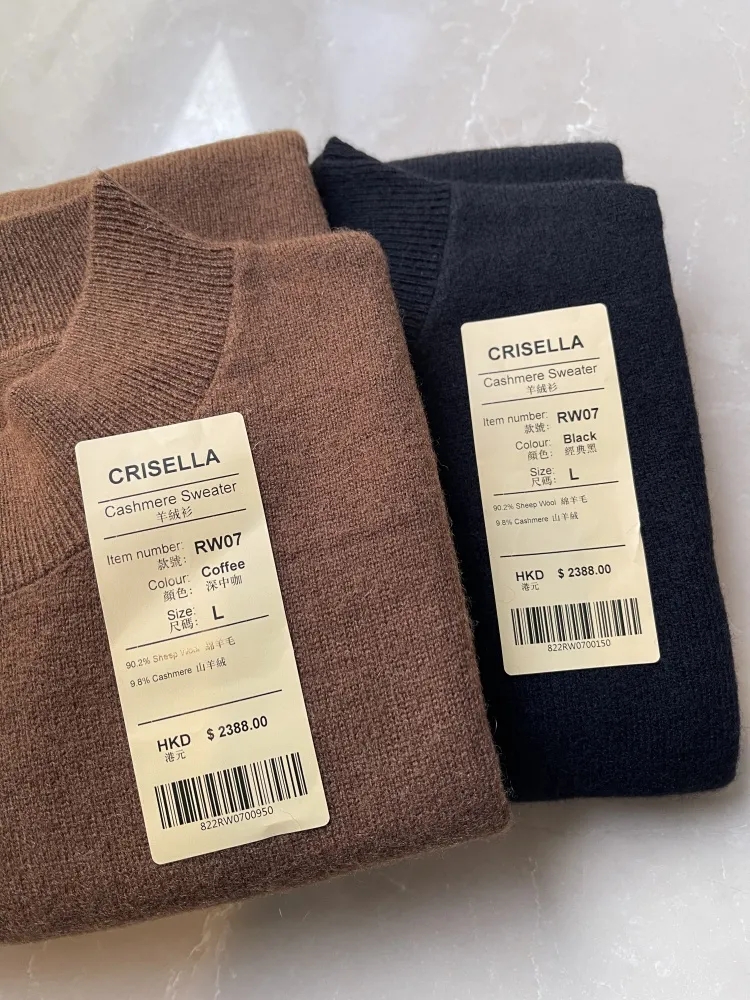 CRISELLA
Cashmere Sweater
羊絨衫
Item number: RW07
款號:
Colour: Coffee
顏色: 深中咖
Size: L
尺碼:
90.2% Sheep Wool 綿羊毛
9.8% Cashmere 山羊絨
HKD $ 2388.00
港元
822RW0700950
CRISELLA
Cashmere Sweater
羊絨衫
Item number: RW07
款號:
Colour: Black
顏色: 經典黑
Size: L
尺碼:
90.2% Sheep Wool 綿羊毛
9.8% Cashmere 山羊絨
HKD $ 2388.00
港元
822RW0700150